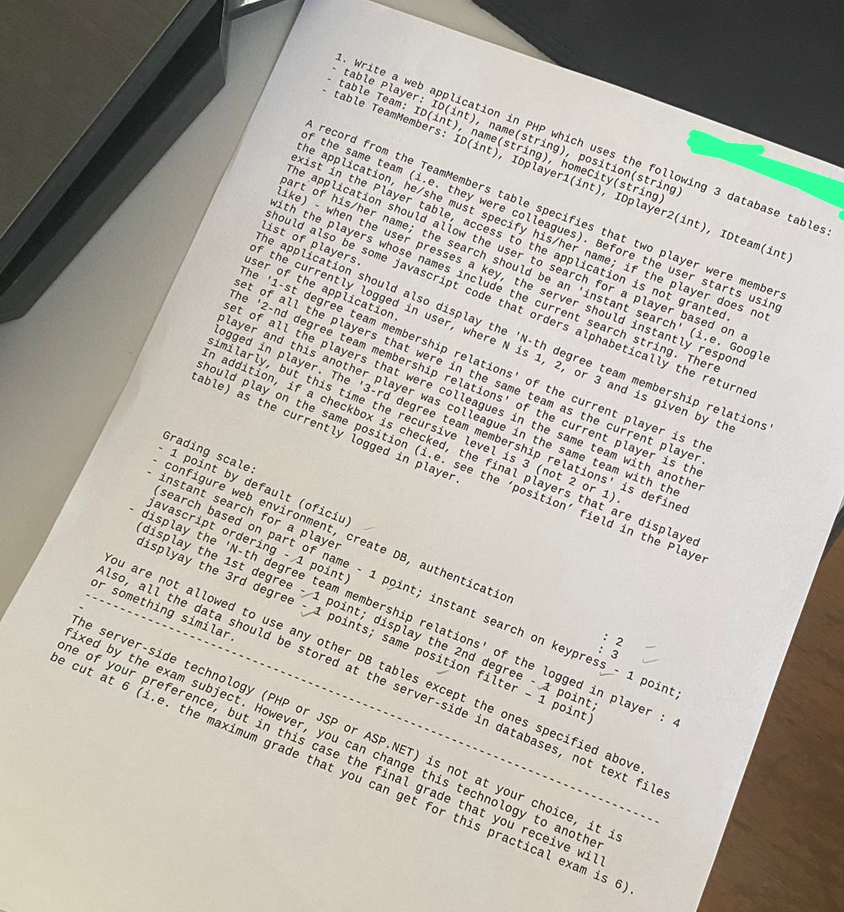 1. Write a web application in PHP which uses the following 3 database tables:
- table Player: ID(int), name(string), position(string)
- table Team: ID(int), name(string), homeCity(string)
- table TeamMembers: ID(int), IDplayer1(int), IDplayer2(int), IDteam(int)
A record from the TeamMembers table specifies that two player were members
of the same team (i.e. they were colleagues). Before the user starts using
the application, he/she must specify his/her name; if the player does not
exist in the Player table, access to the application is not granted.
The application should allow the user to search for a player based on a
part of his/her name; the search should be an 'instant search' (i.e. Google
like) - when the user presses a key, the server should instantly respond
with the players whose names include the current search string. There
should also be some javascript code that orders alphabetically the returned
list of players.
The application should also display the 'N-th degree team membership relations'
of the currently logged in user, where N is 1, 2, or 3 and is given by the
user of the application.
The '1-st degree team membership relations' of the current player is the
set of all the players that were in the same team as the current player.
The '2-nd degree team membership relations' of the current player is the
set of all the players that were colleagues in the same team with another
player and this another player was colleague in the same team with the
logged in player. The '3-rd degree team membership relations' is defined
similarly, but this time the recursive level is 3 (not 2 or 1).
In addition, if a checkbox is checked, the final players that are displayed
should play on the same position (i.e. see the 'position' field in the Player
table) as the currently logged in player.
Grading scale:
- 1 point by default (oficiu)
- configure web environment, create DB, authentication : 2
- instant search for a player : 3
(search based on part of name - 1 point; instant search on keypress - 1 point;
javascript ordering - 1 point)
- display the 'N-th degree team membership relations' of the logged in player : 4
(display the 1st degree - 1 point; display the 2nd degree - 1 point;
displyay the 3rd degree - 1 points; same position filter - 1 point)
You are not allowed to use any other DB tables except the ones specified above.
Also, all the data should be stored at the server-side in databases, not text files
or something similar.
--------------------------------------------------------------------------------
-
The server-side technology (PHP or JSP or ASP.NET) is not at your choice, it is
fixed by the exam subject. However, you can change this technology to another
one of your preference, but in this case the final grade that you receive will
be cut at 6 (i.e. the maximum grade that you can get for this practical exam is 6).